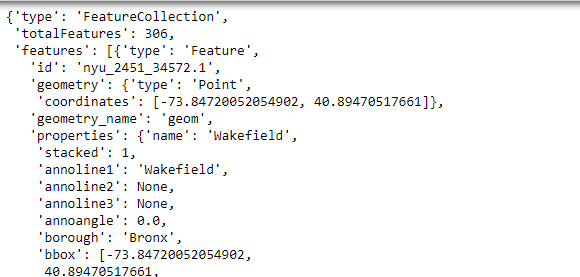 {'type': 'FeatureCollection',
'totalFeatures': 306,
'features': [{'type': 'Feature',
'id': 'nyu_2451_34572.1',
'geometry': {'type': 'Point',
'coordinates': [-73.84720052054902, 40.89470517661]},
'geometry_name': 'geom',
'properties': {'name': 'Wakefield',
'stacked': 1,
'annoline1': 'Wakefield',
'annoline2': None,
'annoline3': None,
'annoangle': 0.0,
'borough': 'Bronx',
'bbox': [-73.84720052054902,
40.89470517661,